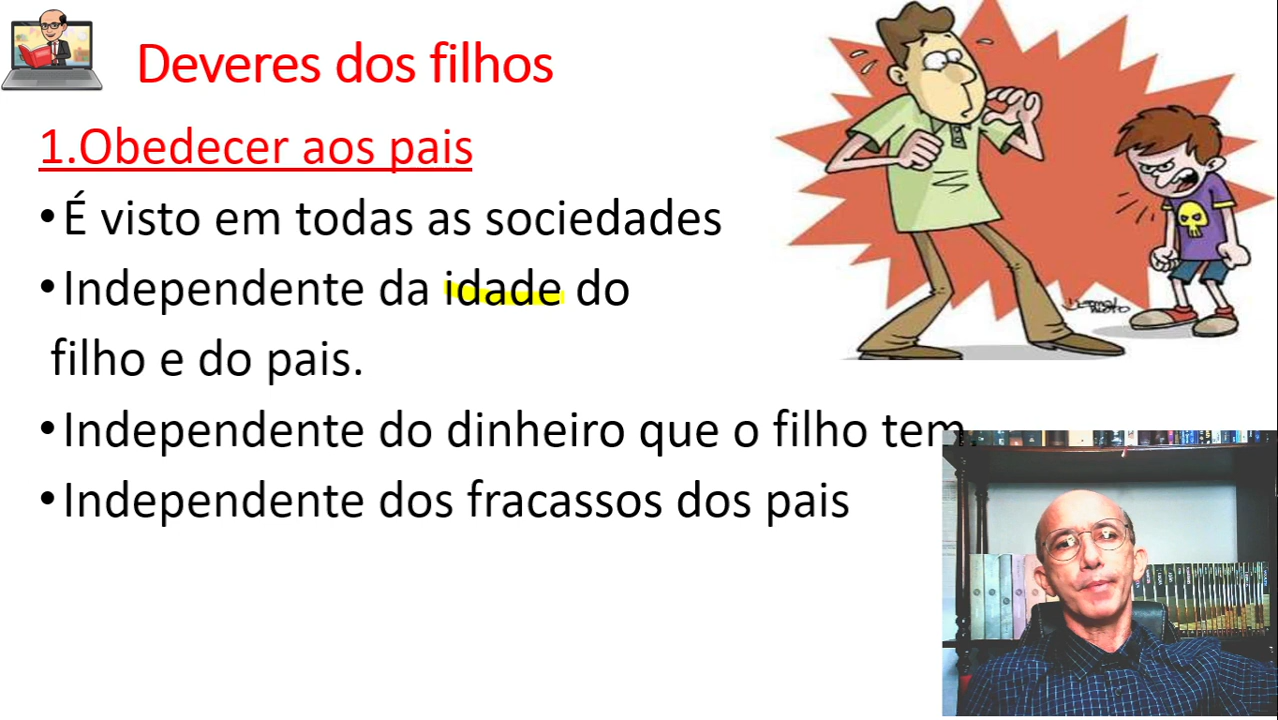 Deveres dos filhos
1.Obedecer aos pais
•É visto em todas as sociedades
•Independente da idade do
filho e do pais.
•Independente do dinheiro que o filho tem.
•Independente dos fracassos dos pais